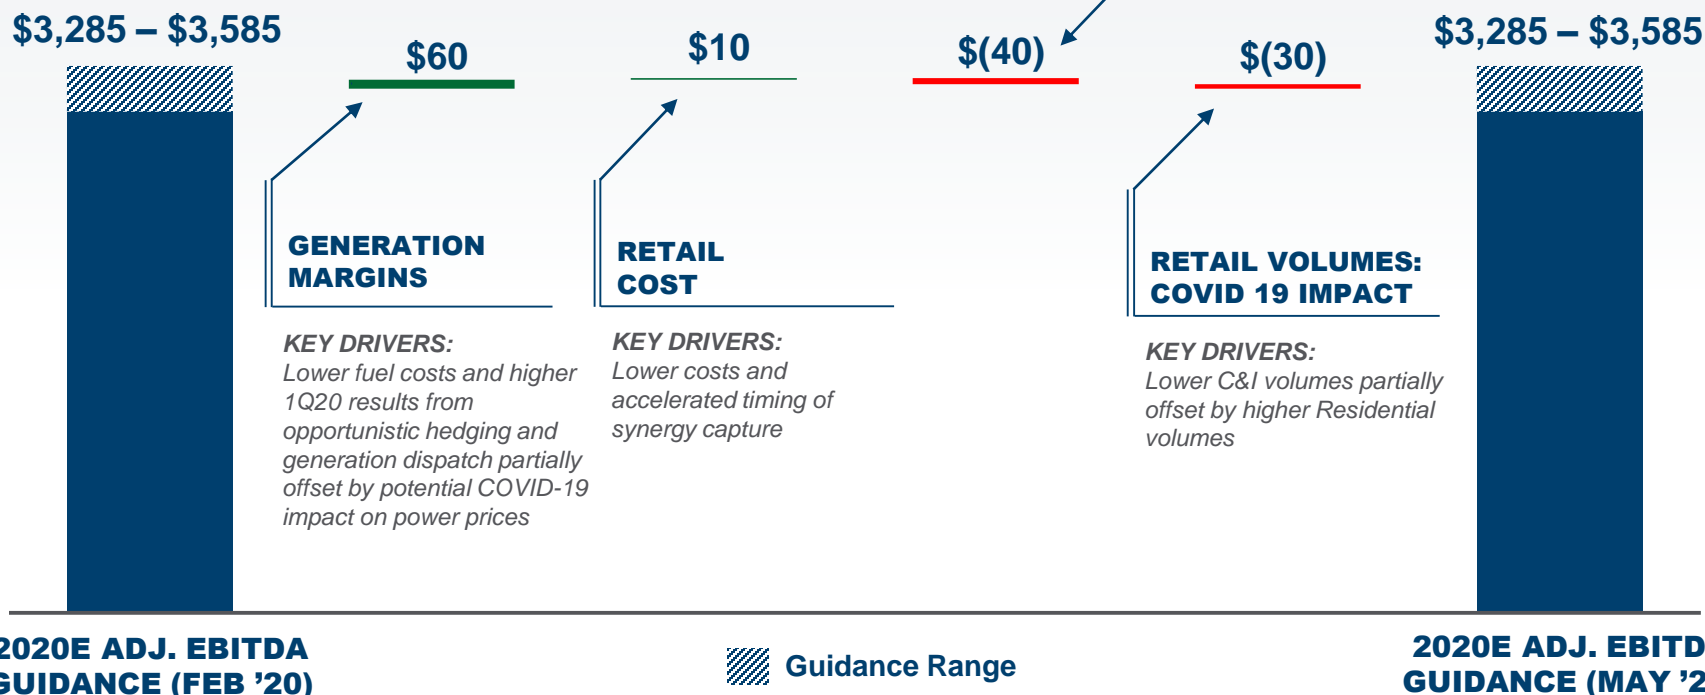 $3,285 – $3,585
$60
$10
$(40)
$(30)
$3,285 – $3,585
GENERATION
MARGINS
KEY DRIVERS:
Lower fuel costs and higher
1Q20 results from
opportunistic hedging and
generation dispatch partially
offset by potential COVID-19
impact on power prices
RETAIL
COST
KEY DRIVERS:
Lower costs and
accelerated timing of
synergy capture
RETAIL VOLUMES:
COVID 19 IMPACT
KEY DRIVERS:
Lower C&I volumes partially
offset by higher Residential
volumes
2020E ADJ. EBITDA
GUIDANCE (FEB ’20)
Guidance Range
2020E ADJ. EBITD
GUIDANCE (MAY ’2